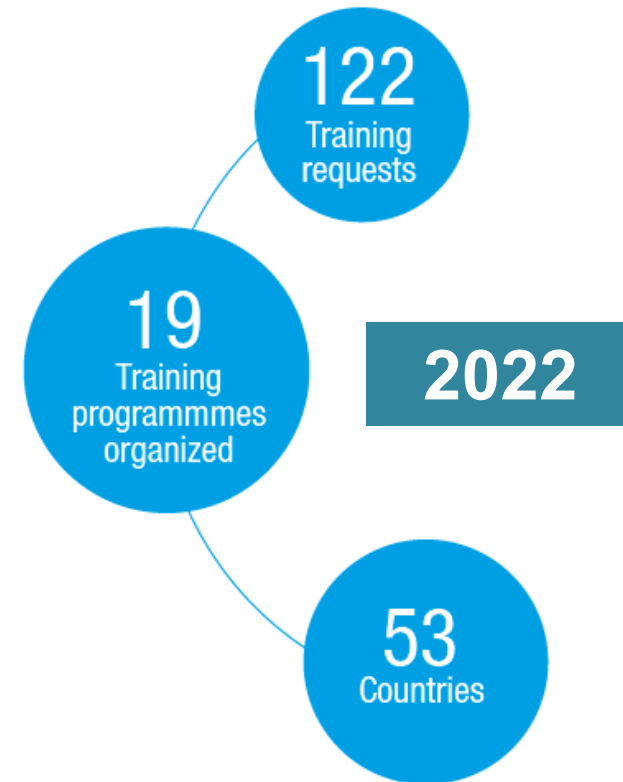 122
Training
requests
19
Training
programmmes
organized
2022
53
Countries